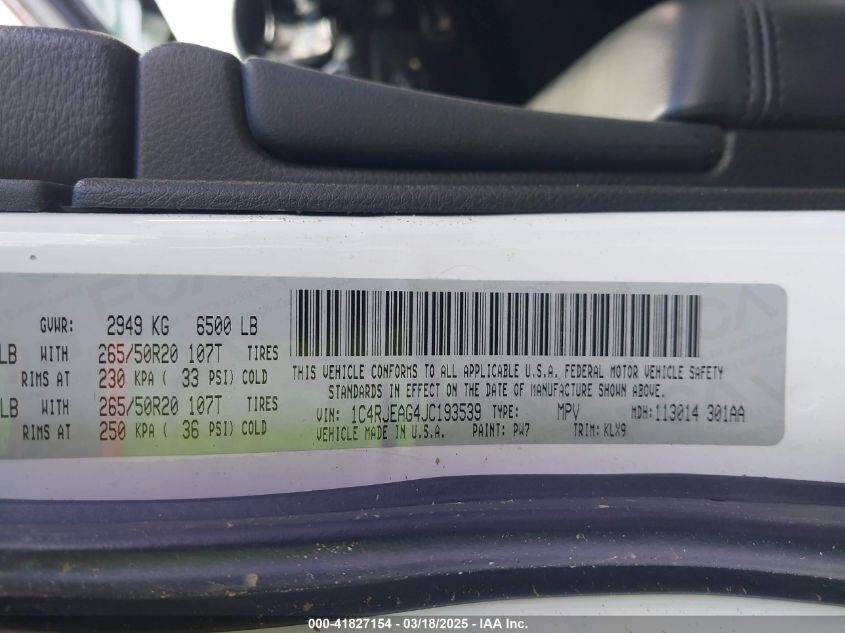 GVWR: 2949 KG 6500 LB
LB WITH 265/50R20 107T TIRES
RIMS AT 230 KPA ( 33 PSI) COLD
LB WITH 265/50R20 107T TIRES
RIMS AT 250 KPA ( 36 PSI) COLD
THIS VEHICLE CONFORMS TO ALL APPLICABLE U.S.A. FEDERAL MOTOR VEHICLE SAFETY
STANDARDS IN EFFECT ON THE DATE OF MANUFACTURE SHOWN ABOVE.
VIN: 1C4RJEAG4JC193539 TYPE: MPV MDH:113014 301AA
VEHICLE MADE IN U.S.A. PAINT: PW7 TRIM: KLX9
000-41827154 / 03/18/2025 - IAA Inc.